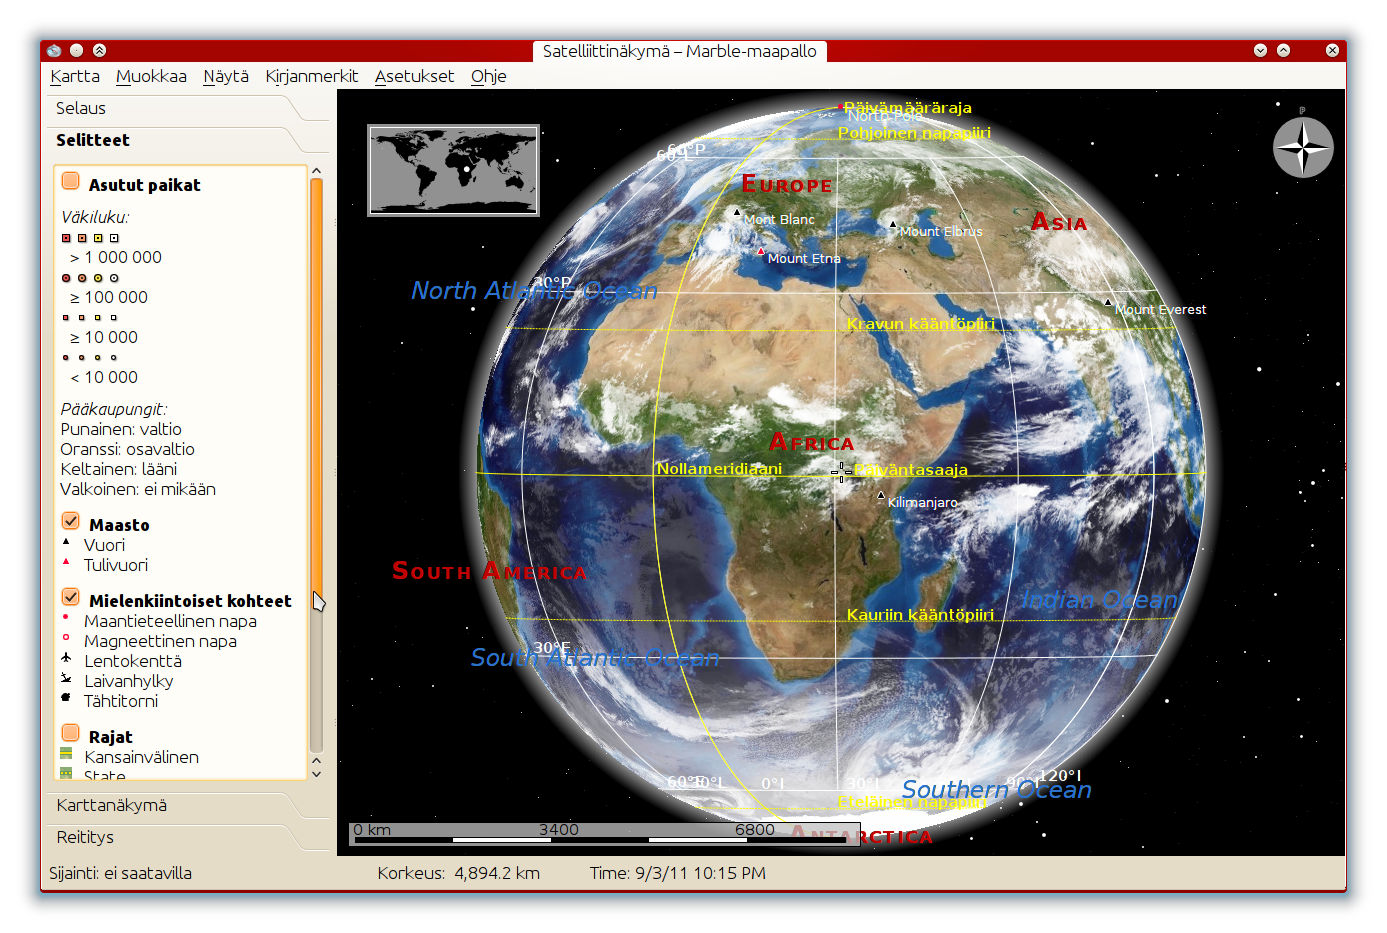 Satelliittinäkymä – Marble-maapallo
Kartta Muokkaa Näytä Kirjanmerkit Asetukset Ohje
Selaus
Selitteet
Asutut paikat
Väkiluku:
> 1 000 000
≥ 100 000
≥ 10 000
< 10 000
Pääkaupungit:
Punainen: valtio
Oranssi: osavaltio
Keltainen: lääni
Valkoinen: ei mikään
Maasto
Vuori
Tulivuori
Mielenkiintoiset kohteet
Maantieteellinen napa
Magneettinen napa
Lentokenttä
Laivanhylky
Tähtitorni
Rajat
Kansainvälinen
State
Karttanäkymä
Reititys
P
Päivämääräraja
North Pole
Pohjoinen napapiiri
60°P
60°L
EUROPE
ASIA
Mont Blanc
Mount Elbrus
Mount Etna
30°P
North Atlantic Ocean
Mount Everest
Kravun kääntöpiiri
AFRICA
Nollameridiaani
Päiväntasaaja
Kilimanjaro
SOUTH AMERICA
Indian Ocean
Kauriin kääntöpiiri
30°E
South Atlantic Ocean
60°E
30°L
0°I
30°I
90°I
120°I
Southern Ocean
Eteläinen napapiiri
0 km 3400 6800
ANTARCTICA
Sijainti: ei saatavilla Korkeus: 4,894.2 km Time: 9/3/11 10:15 PM